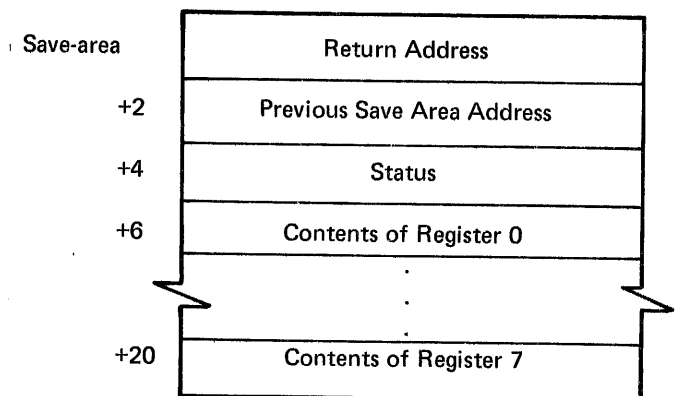 Save-area Return Address
+2 Previous Save Area Address
+4 Status
+6 Contents of Register 0
.
.
.
+20 Contents of Register 7